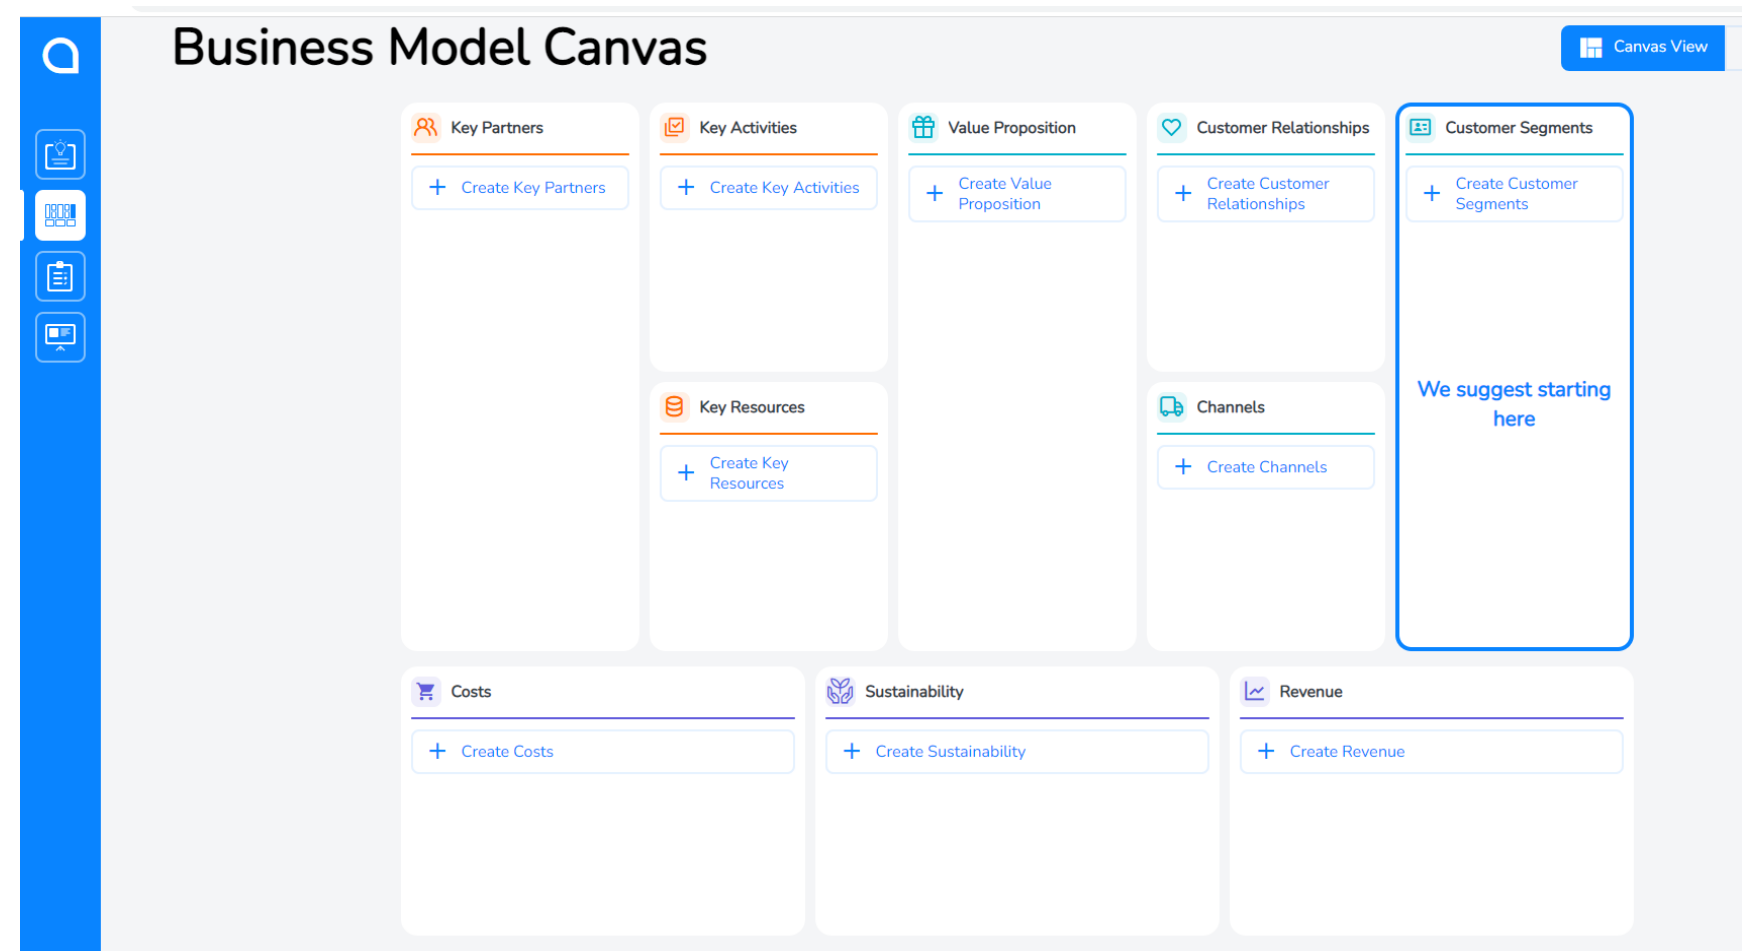 Business Model Canvas
Canvas View
Key Partners
Create Key Partners
Key Activities
Create Key Activities
Value Proposition
Create Value
Proposition
Customer Relationships
Create Customer
Relationships
Customer Segments
Create Customer
Segments
We suggest starting
here
Key Resources
Create Key
Resources
Channels
Create Channels
Costs
Create Costs
Sustainability
Create Sustainability
Revenue
Create Revenue